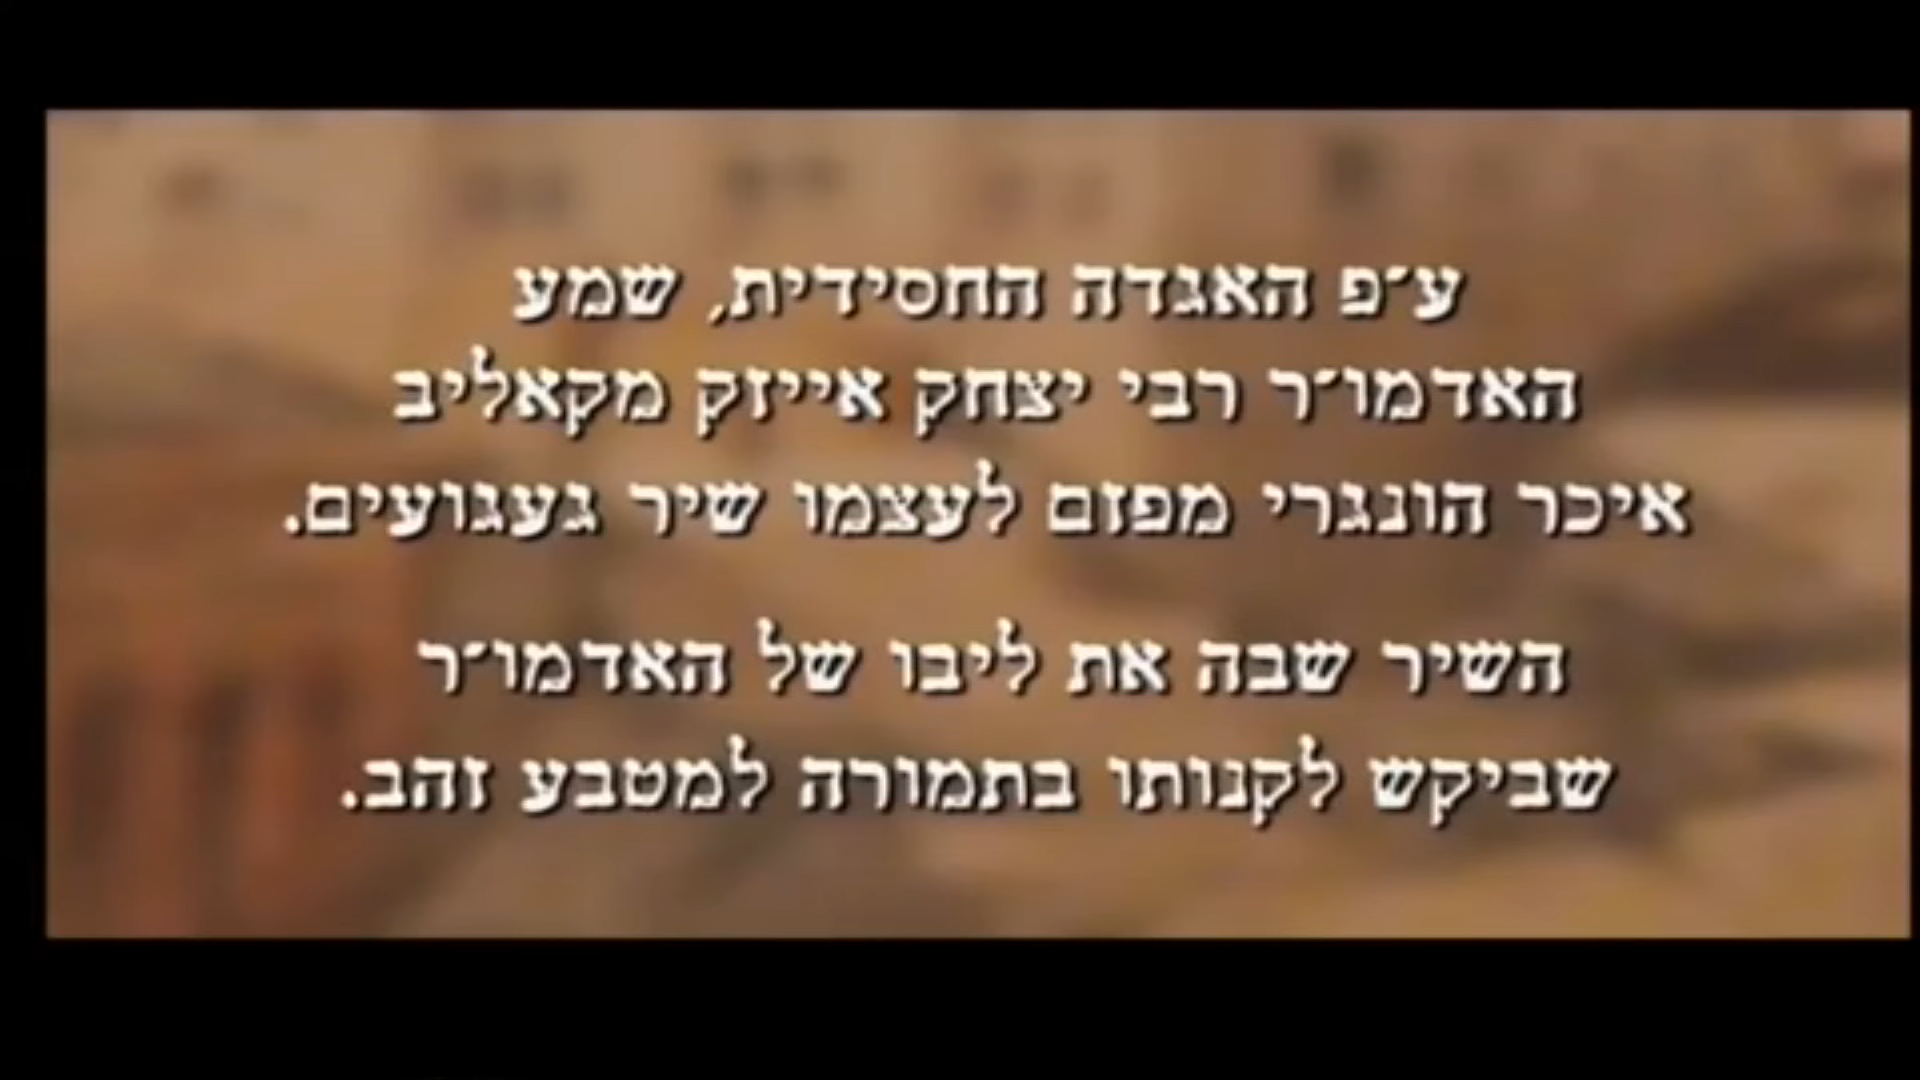 ע״פ האגדה החסידית, שמע
האדמו״ר רבי יצחק אייזק מקאליב
איכר הונגרי מפזם לעצמו שיר געגועים.
השיר שבה את ליבו של האדמו״ר
שביקש לקנותו בתמורה למטבע זהב.